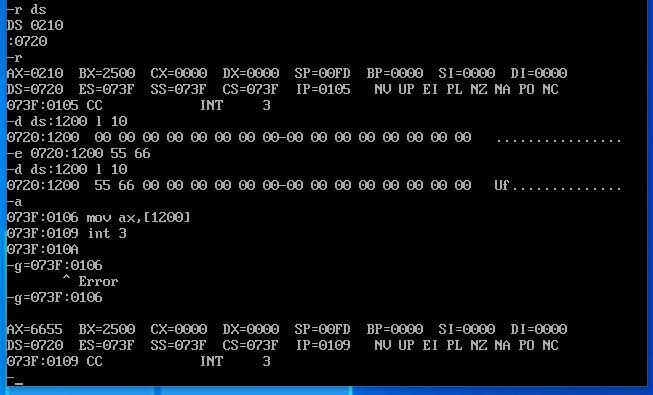 -r ds
DS 0210
:0720
-r
AX=0210  BX=2500  CX=0000  DX=0000  SP=00FD  BP=0000  SI=0000  DI=0000
DS=0720  ES=073F  SS=073F  CS=073F  IP=0105   NV UP EI PL NZ NA PO NC
073F:0105 CC            INT     3
-d ds:1200 l 10
0720:1200  00 00 00 00 00 00 00 00-00 00 00 00 00 00 00 00   ................
-e 0720:1200 55 66
-d ds:1200 l 10
0720:1200  55 66 00 00 00 00 00 00-00 00 00 00 00 00 00 00   Uf..............
-a
073F:0106 mov ax,[1200]
073F:0109 int 3
073F:010A
-g=073F:0106
       ^ Error
-g=073F:0106
AX=6655  BX=2500  CX=0000  DX=0000  SP=00FD  BP=0000  SI=0000  DI=0000
DS=0720  ES=073F  SS=073F  CS=073F  IP=0109   NV UP EI PL NZ NA PO NC
073F:0109 CC            INT     3
-_